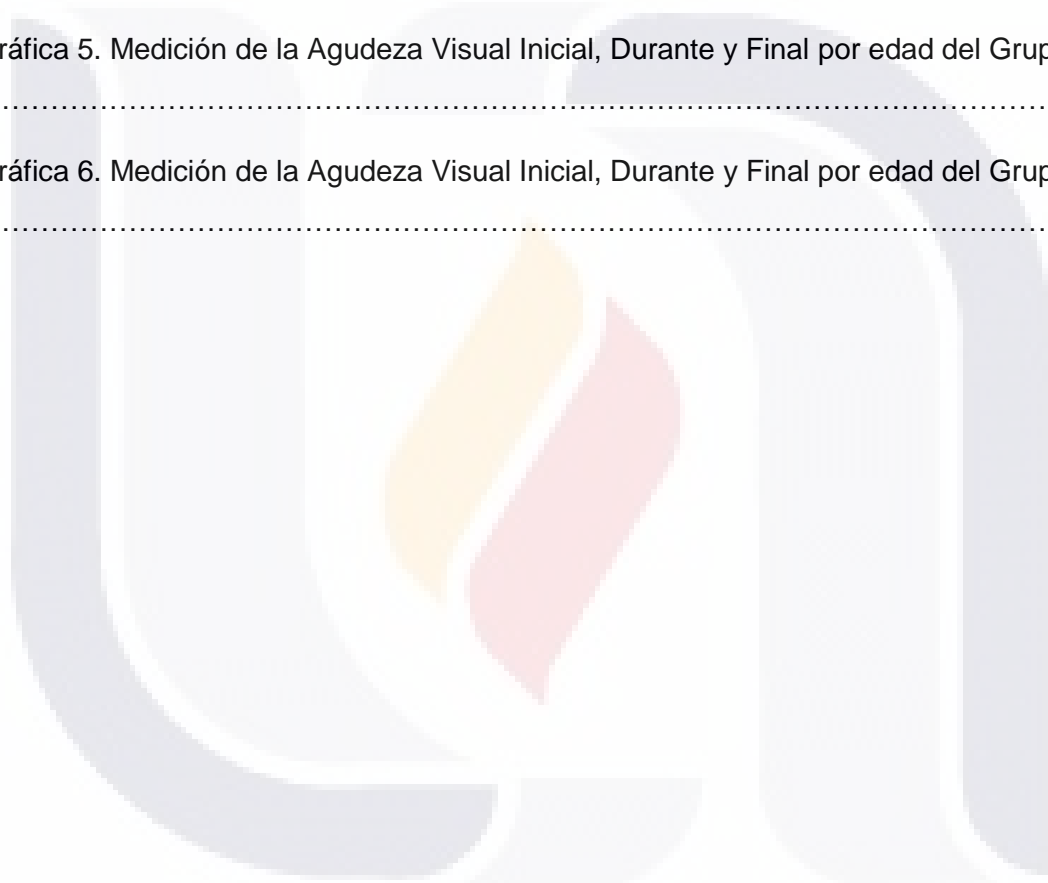 ráfica 5. Medición de la Agudeza Visual Inicial, Durante y Final por edad del Grup
........................................................................................................................
ráfica 6. Medición de la Agudeza Visual Inicial, Durante y Final por edad del Grup
........................................................................................................................